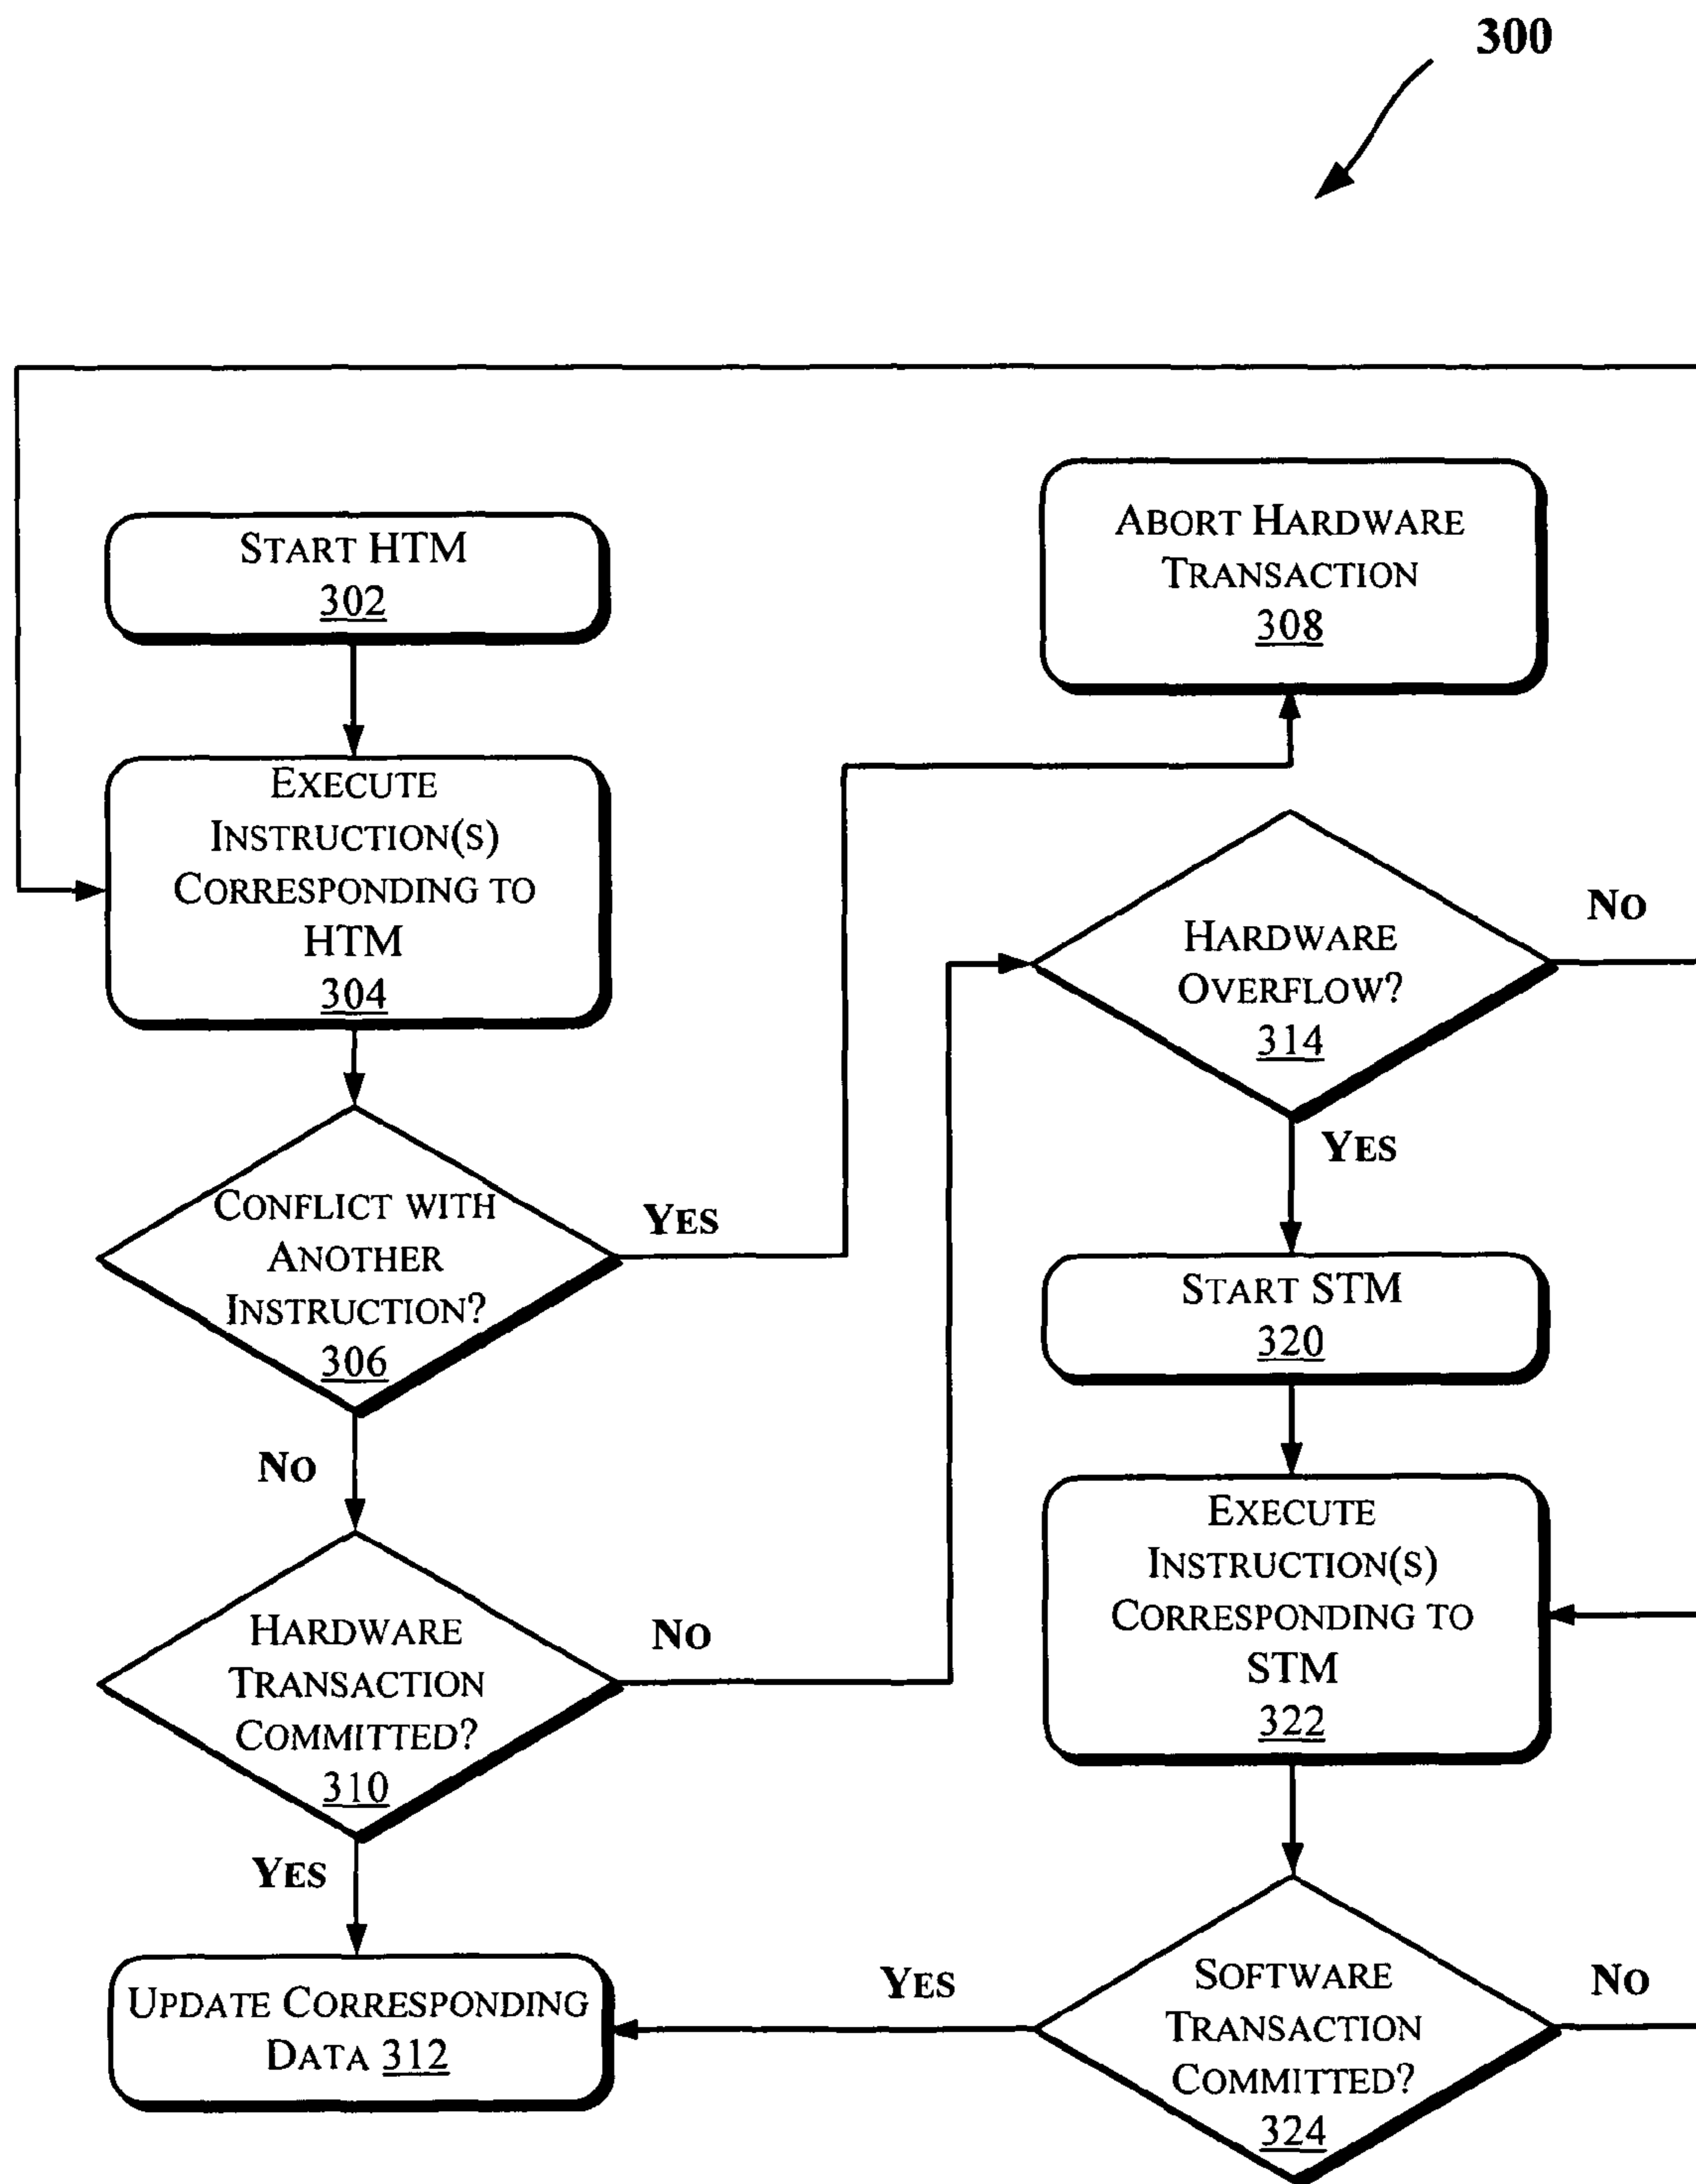 300
START HTM
302
EXECUTE
INSTRUCTION(S)
CORRESPONDING TO
HTM
304
CONFLICT WITH
ANOTHER
INSTRUCTION?
306
YES
NO
HARDWARE
TRANSACTION
COMMITTED?
310
NO
YES
UPDATE CORRESPONDING
DATA 312
ABORT HARDWARE
TRANSACTION
308
HARDWARE
OVERFLOW?
314
NO
YES
START STM
320
EXECUTE
INSTRUCTION(S)
CORRESPONDING TO
STM
322
SOFTWARE
TRANSACTION
COMMITTED?
324
YES
NO